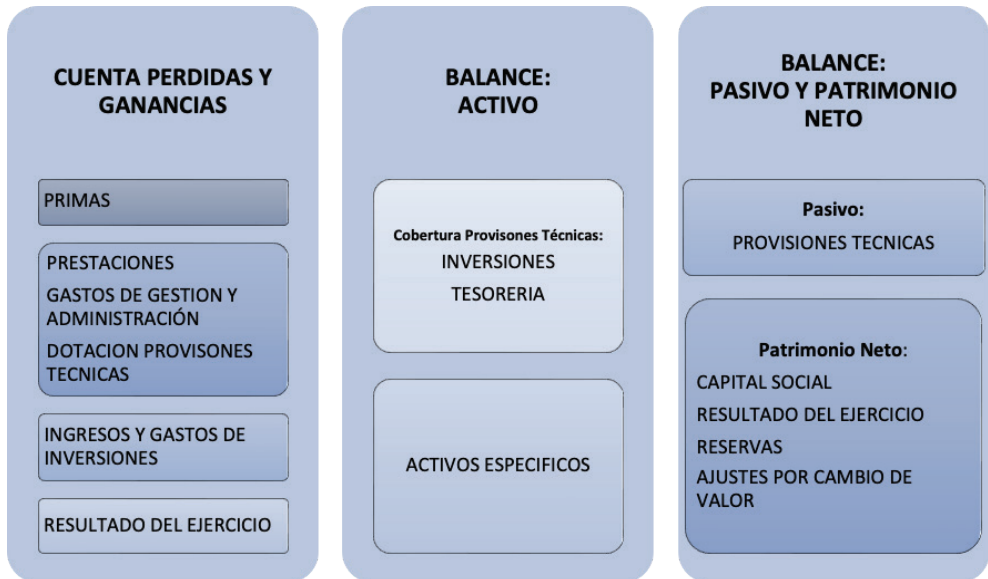 CUENTA PERDIDAS Y
GANANCIAS
PRIMAS
PRESTACIONES
GASTOS DE GESTION Y
ADMINISTRACIÓN
DOTACION PROVISONES
TECNICAS
INGRESOS Y GASTOS DE
INVERSIONES
RESULTADO DEL EJERCICIO
BALANCE:
ACTIVO
Cobertura Provisones Técnicas:
INVERSIONES
TESORERIA
ACTIVOS ESPECIFICOS
BALANCE:
PASIVO Y PATRIMONIO
NETO
Pasivo:
PROVISIONES TECNICAS
Patrimonio Neto:
CAPITAL SOCIAL
RESULTADO DEL EJERCICIO
RESERVAS
AJUSTES POR CAMBIO DE
VALOR